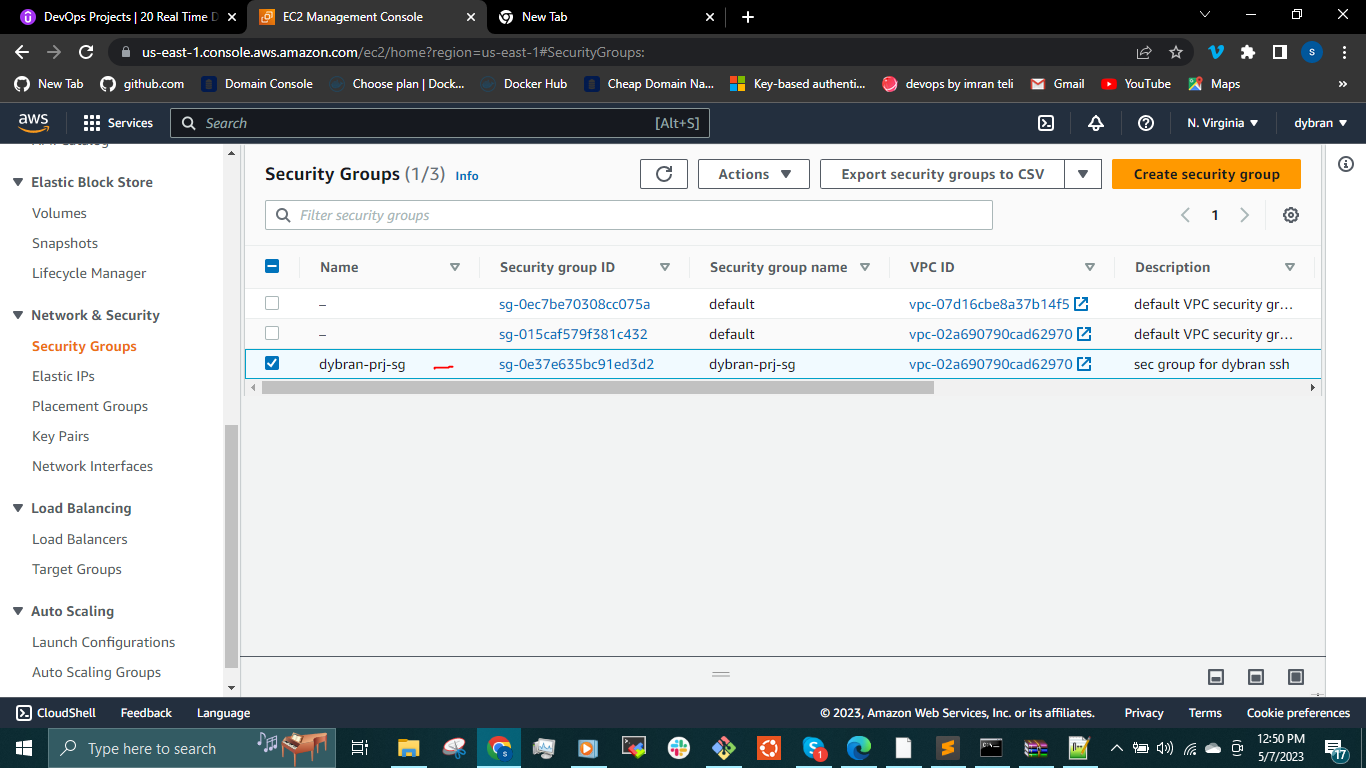 DevOps Projects | 20 Real Time D
EC2 Management Console
New Tab
us-east-1.console.aws.amazon.com/ec2/home?region=us-east-1#SecurityGroups:
S
New Tab
github.com
Domain Console
Choose plan | Dock...
Docker Hub
Cheap Domain Na...
Key-based authenti...
devops by imran teli
Gmail
YouTube
Maps
»
aws
Services
Search
[Alt+S]
N. Virginia
dybran
Elastic Block Store
Volumes
Snapshots
Lifecycle Manager
Network & Security
Security Groups
Elastic IPs
Placement Groups
Key Pairs
Network Interfaces
Load Balancing
Load Balancers
Target Groups
Auto Scaling
Launch Configurations
Auto Scaling Groups
Security Groups (1/3) Info
Actions
Export security groups to CSV
Create security group
Filter security groups
1
Name Security group ID Security group name VPC ID Description
– sg-0ec7be70308cc075a default vpc-07d16cbe8a37b14f5 default VPC security gr...
– sg-015caf579f381c432 default vpc-02a690790cad62970 default VPC security gr...
dybran-prj-sg sg-0e37e635bc91ed3d2 dybran-prj-sg vpc-02a690790cad62970 sec group for dybran ssh
CloudShell
Feedback
Language
© 2023, Amazon Web Services, Inc. or its affiliates.
Privacy
Terms
Cookie preferences
Type here to search
1
12:50 PM
5/7/2023
17